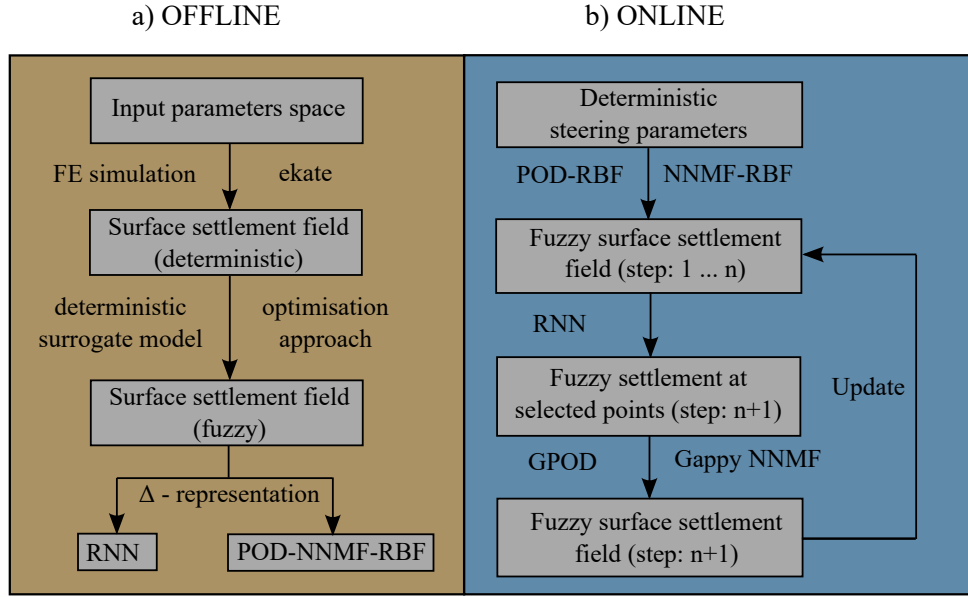 a) OFFLINE
Input parameters space
FE simulation
ekate
Surface settlement field
(deterministic)
deterministic
surrogate model
optimisation
approach
Surface settlement field
(fuzzy)
Δ - representation
RNN
POD-NNMF-RBF
b) ONLINE
Deterministic
steering parameters
POD-RBF
NNMF-RBF
Fuzzy surface settlement
field (step: 1 ... n)
RNN
Fuzzy settlement at
selected points (step: n+1)
Update
GPOD
Gappy NNMF
Fuzzy surface settlement
field (step: n+1)